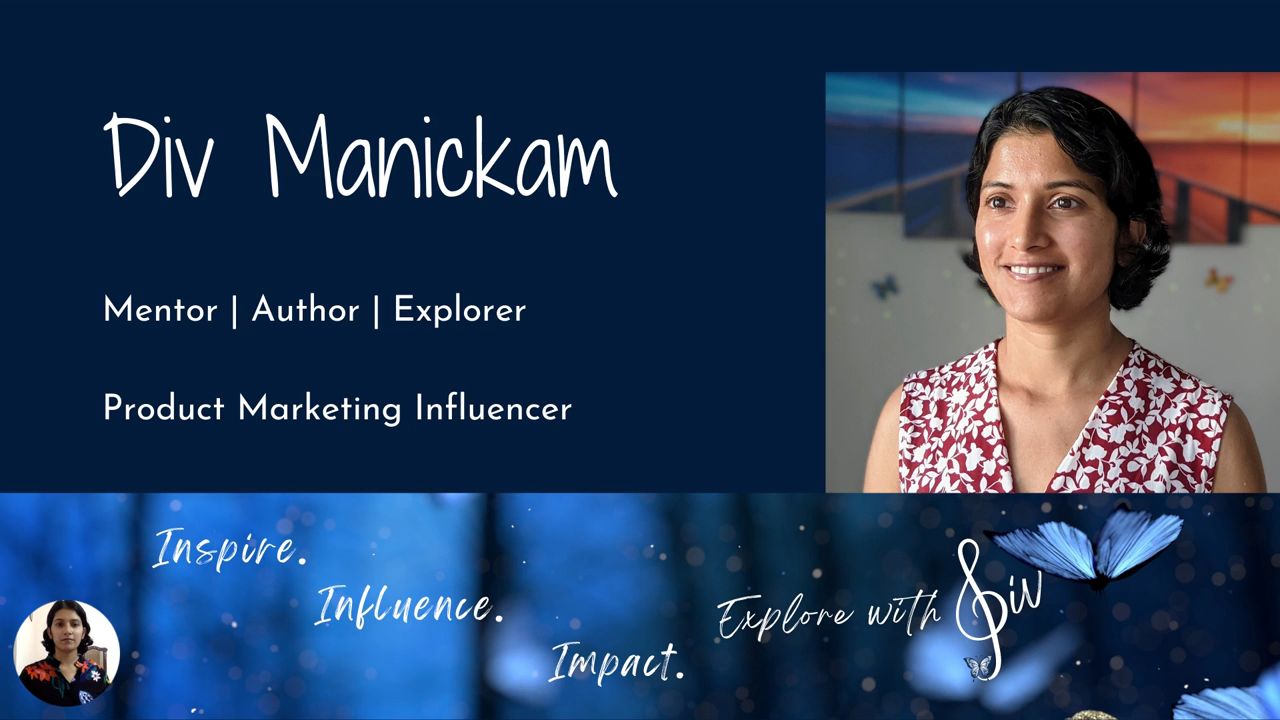 Div Manickam
Mentor | Author | Explorer
Product Marketing Influencer
Inspire.
Influence.
Impact.
Explore with Div